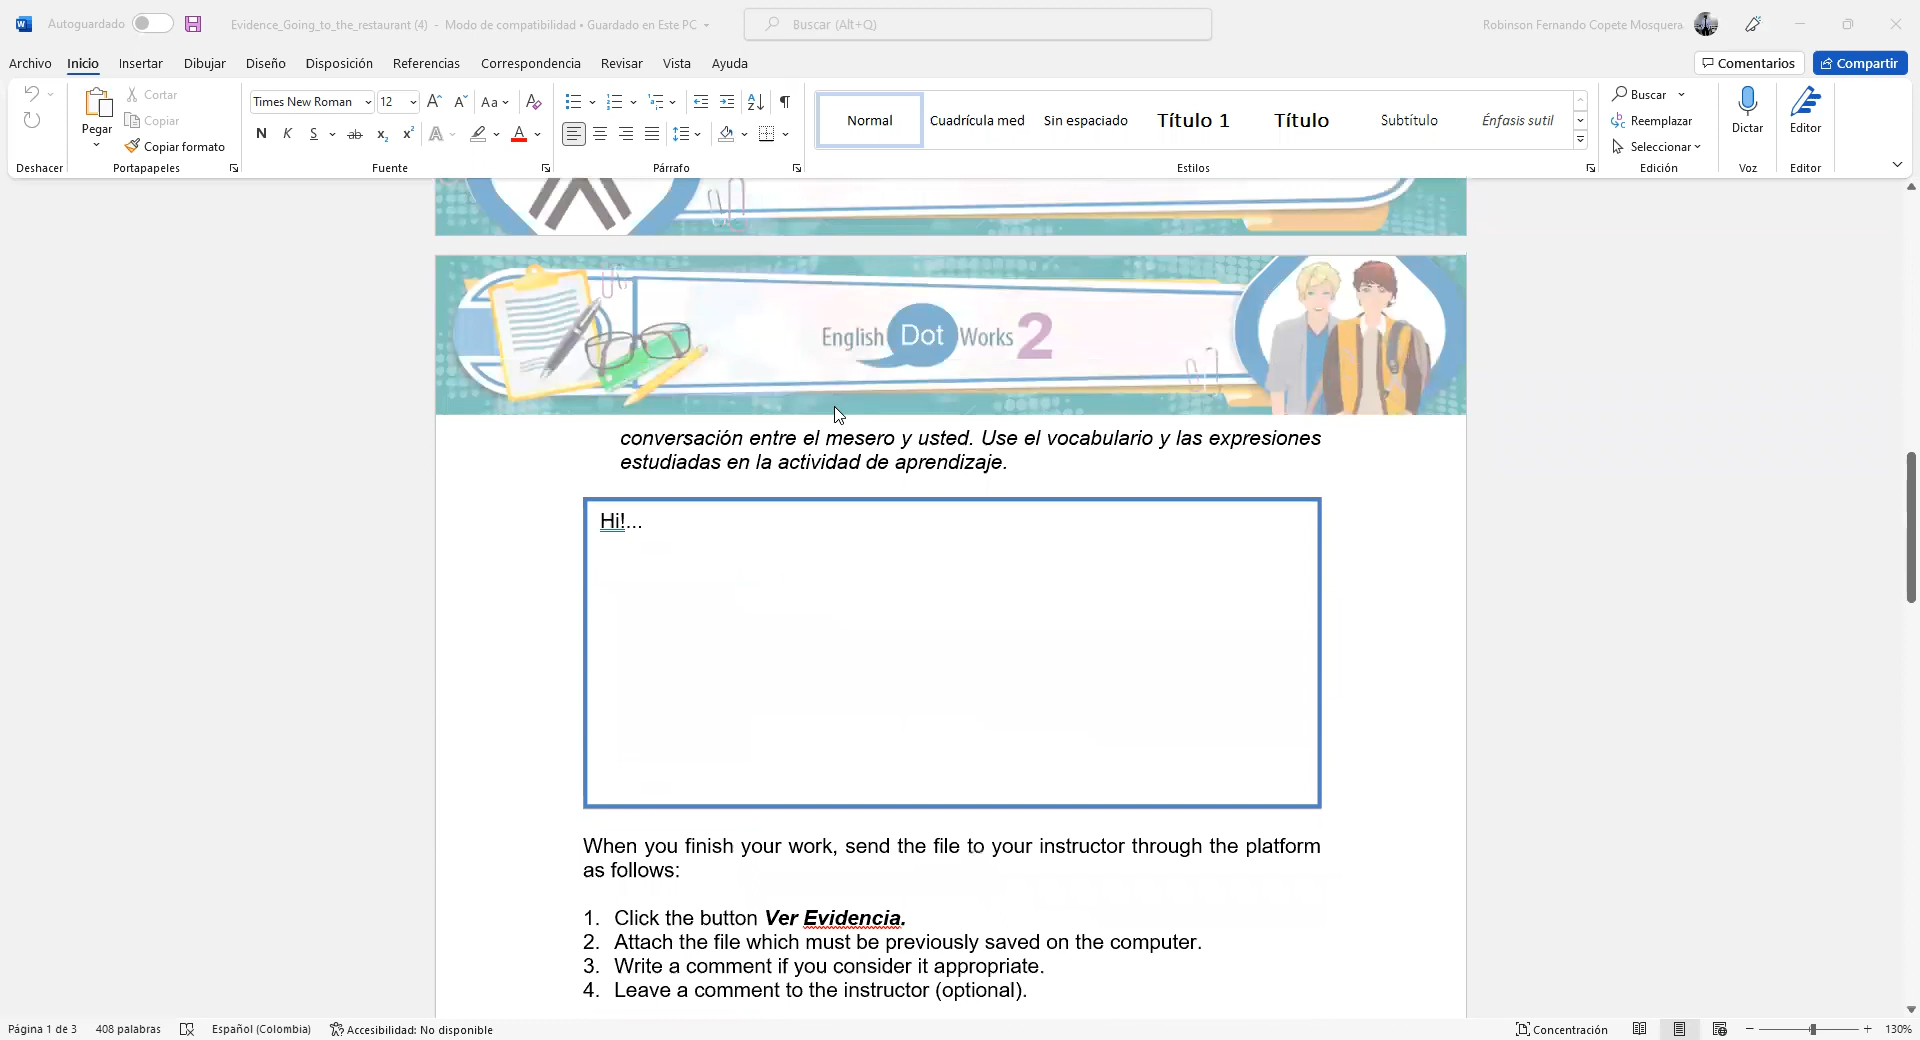 Autoguardado
Evidence_Going_to_the_restaurant (4) - Modo de compatibilidad • Guardado en Este PC
Buscar (Alt+Q)
Robinson Fernando Copete Mosquera
Archivo Inicio Insertar Dibujar Diseño Disposición Referencias Correspondencia Revisar Vista Ayuda
Comentarios Compartir
Pegar
Cortar
Copiar
Copiar formato
Times New Roman 12
Aa
N K S ab x₂ x²
A A
Normal Cuadrícula med Sin espaciado Título 1 Título Subtítulo Énfasis sutil
Buscar
Reemplazar
Seleccionar
Dictar
Editor
Deshacer Portapapeles Fuente Párrafo Estilos Edición Voz Editor
English Dot Works 2
conversación entre el mesero y usted. Use el vocabulario y las expresiones
estudiadas en la actividad de aprendizaje.
Hi!...
When you finish your work, send the file to your instructor through the platform
as follows:
1. Click the button Ver Evidencia.
2. Attach the file which must be previously saved on the computer.
3. Write a comment if you consider it appropriate.
4. Leave a comment to the instructor (optional).
Página 1 de 3 408 palabras Español (Colombia) Accesibilidad: No disponible Concentración 130%